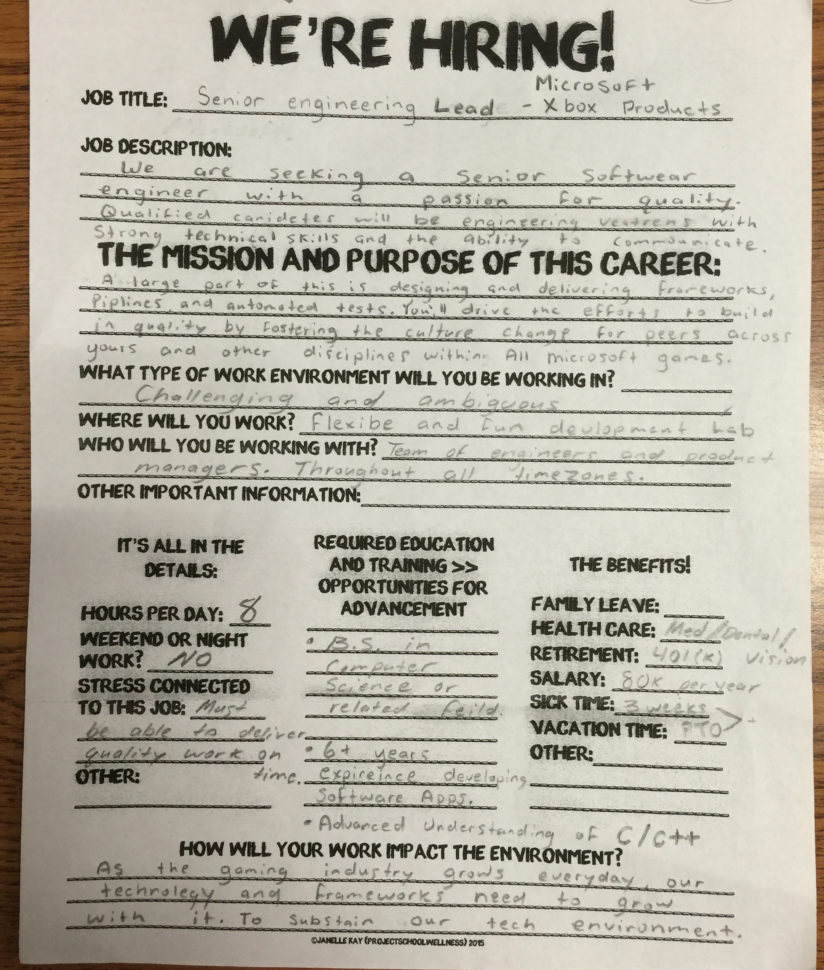 WE'RE HIRING!
Microsoft
JOB TITLE: Senior engineering Lead - Xbox Products
JOB DESCRIPTION:
We are seeking a Senior Softwear
engineer with a passion for quality.
Qualified canidetes will be engineering vestrens with
Strong technical skills and the ability to communicate.
THE MISSION AND PURPOSE OF THIS CAREER:
A large part of this is designing and delivering frameworks,
Piplines, and automated tests. You'll drive the efforts to build
in quality by fostering the culture change for peers across
yours and other disciplines within All microsoft games.
WHAT TYPE OF WORK ENVIRONMENT WILL YOU BE WORKING IN?
Challenging and ambiguous
WHERE WILL YOU WORK? Flexibe and fun devlopment Lab
WHO WILL YOU BE WORKING WITH? Team of engineers and product
managers. Throughout all timezones.
OTHER IMPORTANT INFORMATION:
IT'S ALL IN THE
DETAILS:
HOURS PER DAY: 8
WEEKEND OR NIGHT
WORK? NO
STRESS CONNECTED
TO THIS JOB: Must
be able to deliver
quality work on
time.
OTHER:
REQUIRED EDUCATION
AND TRAINING >>
OPPORTUNITIES FOR
ADVANCEMENT
• B.S. in
Computer
Science or
related feild.
• 6+ years
expireince developing
Software Apps.
• Advanced Understanding of C/C++
THE BENEFITS!
FAMILY LEAVE:
HEALTH CARE: Med/Dental/
Vision
RETIREMENT: 401(K)
SALARY: 80K per year
SICK TIME: 3 weeks
VACATION TIME: PTO
OTHER:
HOW WILL YOUR WORK IMPACT THE ENVIRONMENT?
As the gaming industry grows everyday, our
technolegy and frameworks need to grow
with it. To substain our tech environment.
©JANELLE KAY (PROJECTSCHOOLWELLNESS) 2015